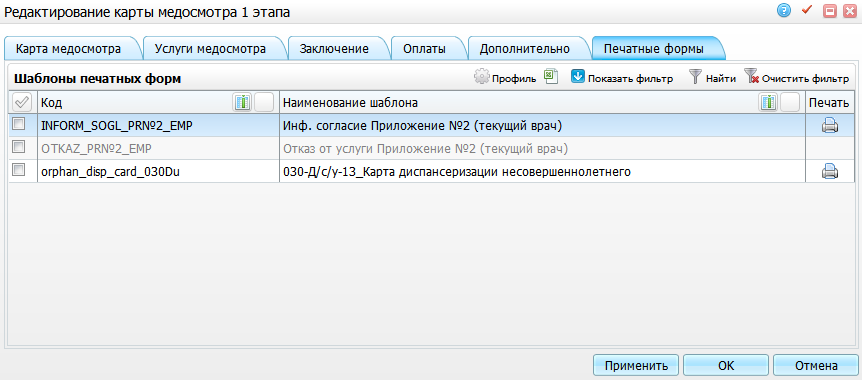 Редактирование карты медосмотра 1 этапа
Карта медосмотра Услуги медосмотра Заключение Оплаты Дополнительно Печатные формы
Шаблоны печатных форм Профиль Показать фильтр Найти Очистить фильтр
Код Наименование шаблона Печать
INFORM_SOGL_PRNº2_EMP Инф. согласие Приложение №2 (текущий врач)
OTKAZ_PRNº2_EMP Отказ от услуги Приложение №2 (текущий врач)
orphan_disp_card_030Du 030-Д/с/у-13_Карта диспансеризации несовершеннолетнего
Применить OK Отмена